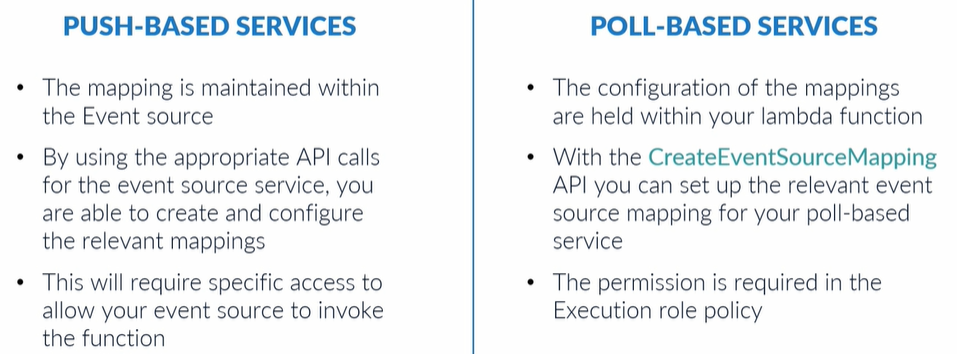 PUSH-BASED SERVICES
• The mapping is maintained within
the Event source
• By using the appropriate API calls
for the event source service, you
are able to create and configure
the relevant mappings
• This will require specific access to
allow your event source to invoke
the function
POLL-BASED SERVICES
• The configuration of the mappings
are held within your lambda function
• With the CreateEventSourceMapping
API you can set up the relevant event
source mapping for your poll-based
service
• The permission is required in the
Execution role policy